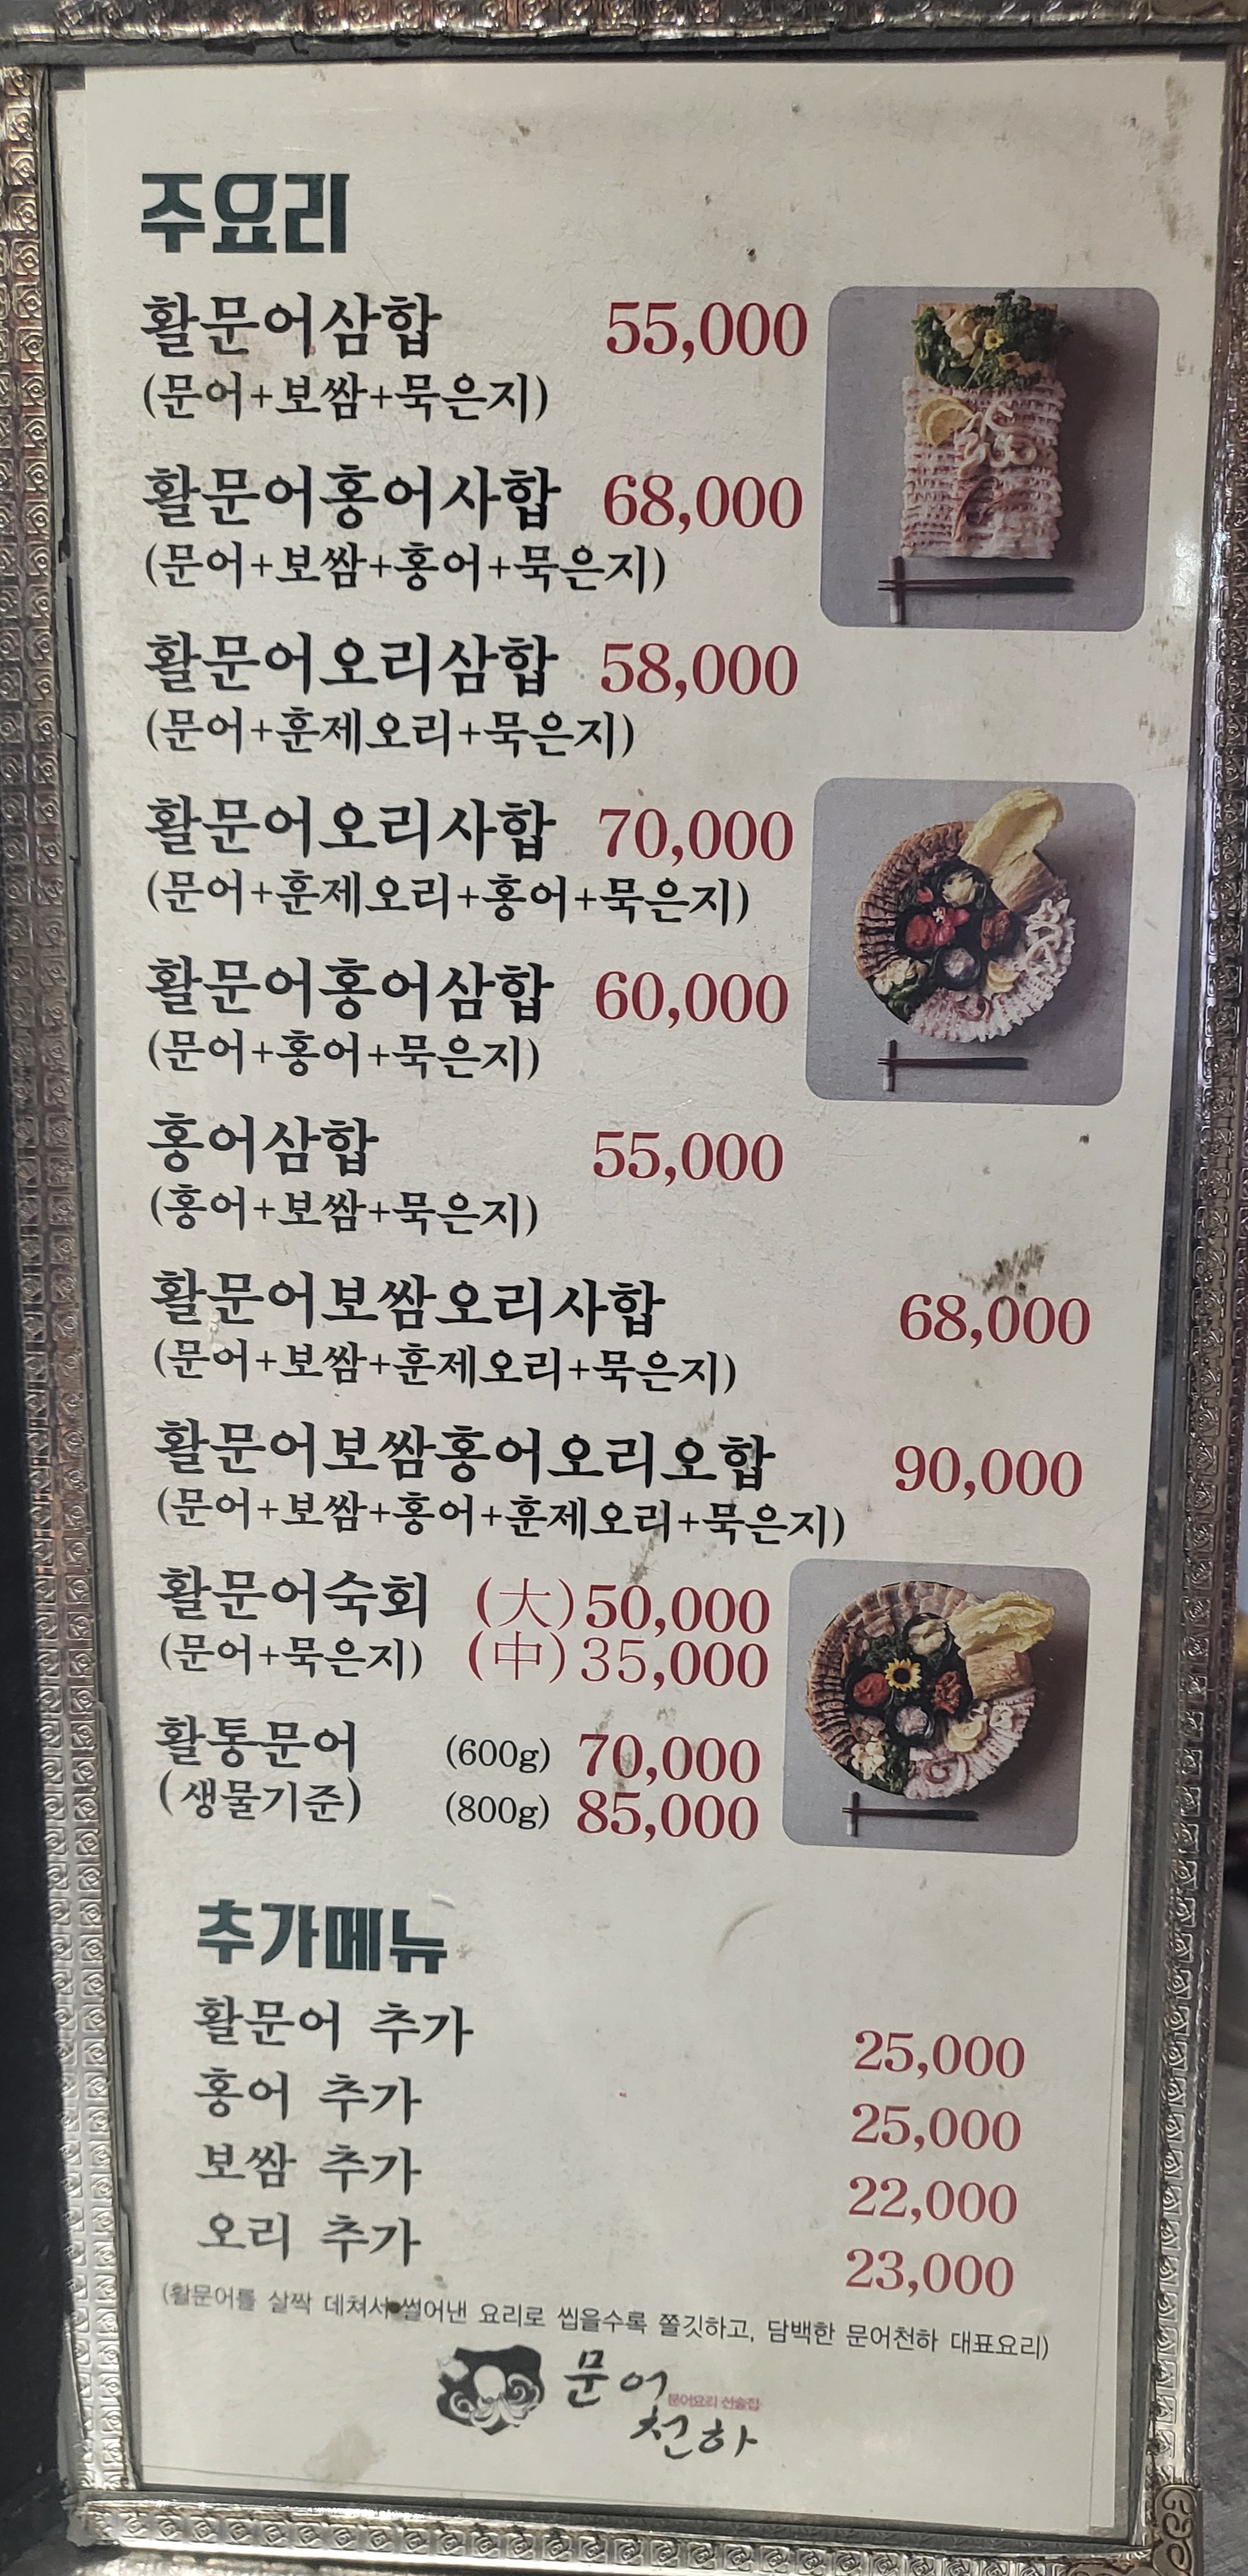 주요리
활문어삼합 55,000
(문어+보쌈+묵은지)
활문어홍어사합 68,000
(문어+보쌈+홍어+묵은지)
활문어오리삼합 58,000
(문어+훈제오리+묵은지)
활문어오리사합 70,000
(문어+훈제오리+홍어+묵은지)
활문어홍어삼합 60,000
(문어+홍어+묵은지)
홍어삼합 55,000
(홍어+보쌈+묵은지)
활문어보쌈오리사합 68,000
(문어+보쌈+훈제오리+묵은지)
활문어보쌈홍어오리오합 90,000
(문어+보쌈+홍어+훈제오리+묵은지)
활문어숙회 (大)50,000
(문어+묵은지) (中)35,000
활통문어 (600g) 70,000
(생물기준) (800g) 85,000
추가메뉴
활문어 추가 25,000
홍어 추가 25,000
보쌈 추가 22,000
오리 추가 23,000
(활문어를 살짝 데쳐서 썰어낸 요리로 씹을수록 쫄깃하고, 담백한 문어천하 대표요리)
문어
문어요리 선술집
천하